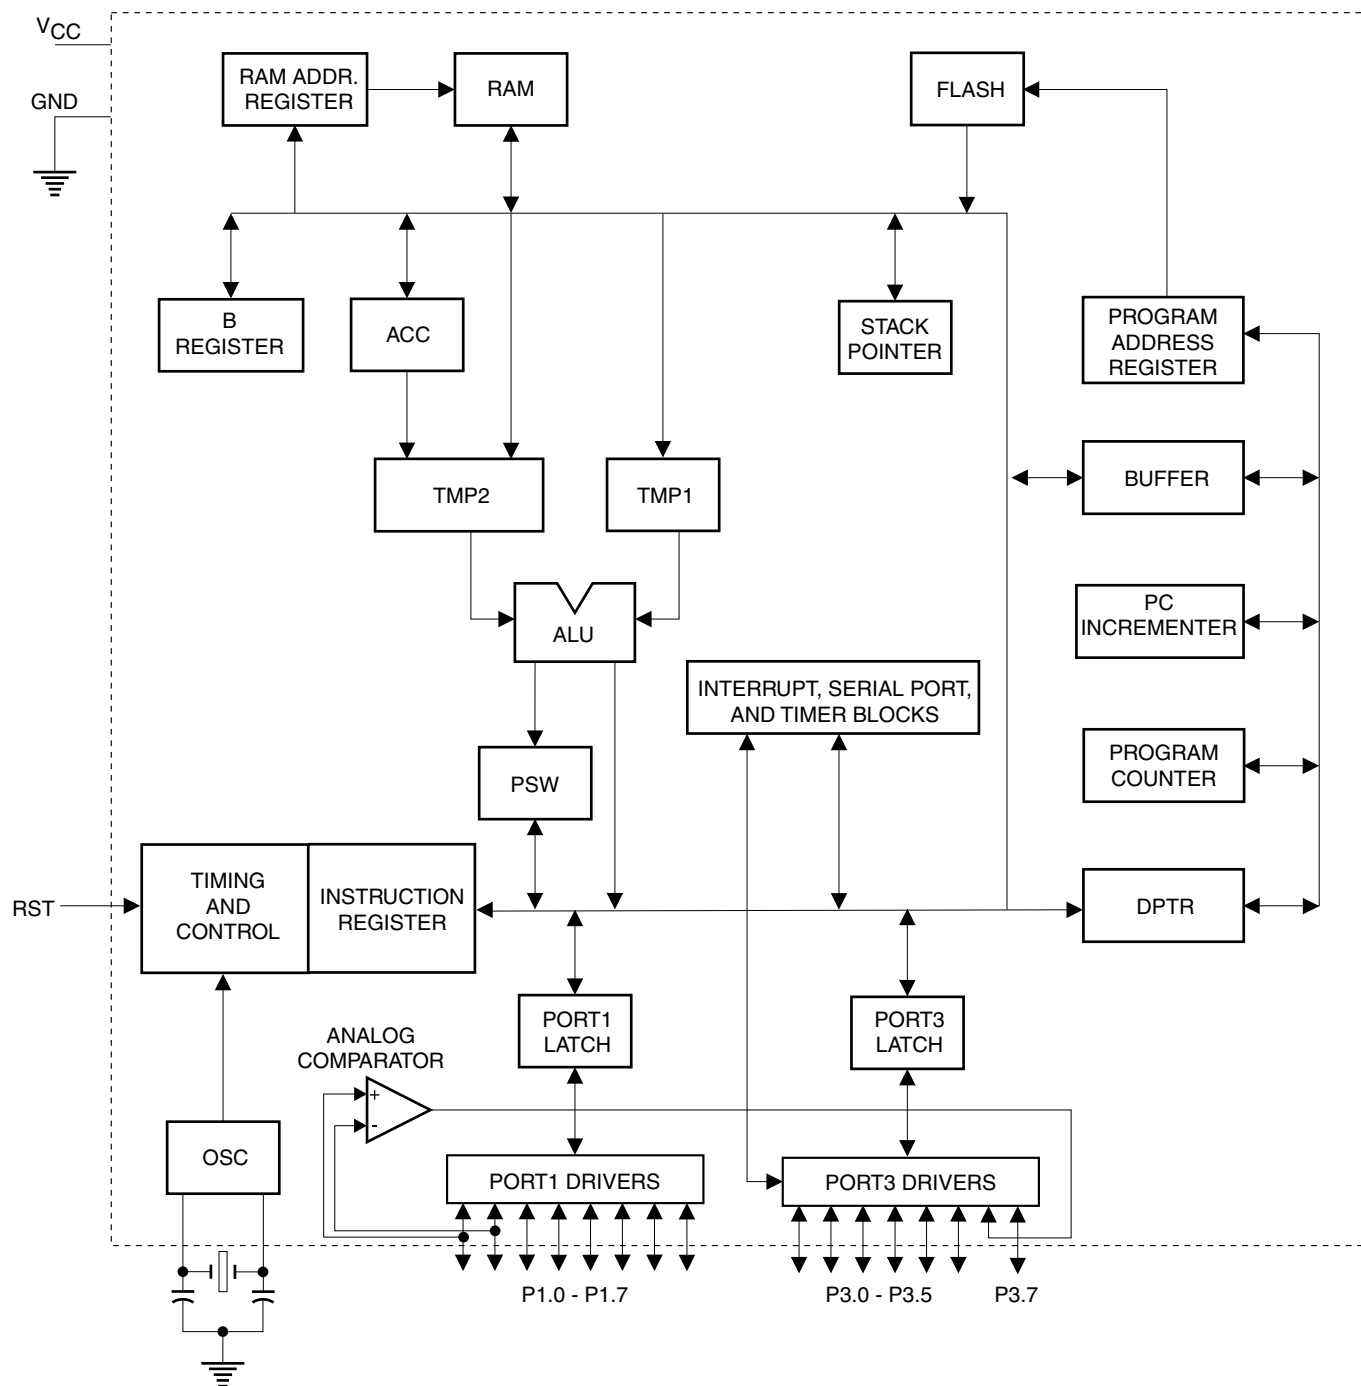 VCC
GND
RAM ADDR.
REGISTER
RAM
FLASH
B
REGISTER
ACC
STACK
POINTER
PROGRAM
ADDRESS
REGISTER
TMP2
TMP1
BUFFER
ALU
PC
INCREMENTER
INTERRUPT, SERIAL PORT,
AND TIMER BLOCKS
PSW
PROGRAM
COUNTER
RST
TIMING
AND
CONTROL
INSTRUCTION
REGISTER
DPTR
PORT1
LATCH
PORT3
LATCH
ANALOG
COMPARATOR
+
-
OSC
PORT1 DRIVERS
PORT3 DRIVERS
P1.0 - P1.7
P3.0 - P3.5
P3.7